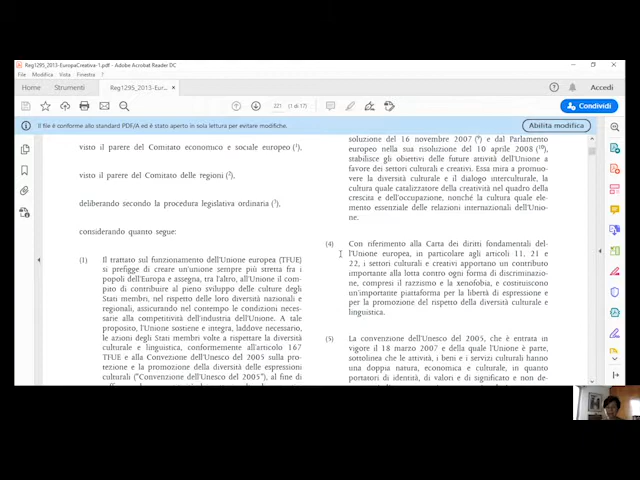 Reg1295_2013-EuropaCreativa-1.pdf - Adobe Acrobat Reader DC
File Modifica Vista Finestra ?
Home Strumenti Reg1295_2013-Eur... × Accedi
221 (1 di 17) Condividi
Il file è conforme allo standard PDF/A ed è stato aperto in sola lettura per evitare modifiche. Abilita modifica
visto il parere del Comitato economico e sociale europeo (1),
visto il parere del Comitato delle regioni (2),
deliberando secondo la procedura legislativa ordinaria (3),
considerando quanto segue:
(1) Il trattato sul funzionamento dell'Unione europea (TFUE)
si prefigge di creare un'unione sempre più stretta fra i
popoli dell'Europa e assegna, tra l'altro, all'Unione il com-
pito di contribuire al pieno sviluppo delle culture degli
Stati membri, nel rispetto delle loro diversità nazionali e
regionali, assicurando nel contempo le condizioni neces-
sarie alla competitività dell'industria dell'Unione. A tale
proposito, l'Unione sostiene e integra, laddove necessario,
le azioni degli Stati membri volte a rispettare la diversità
culturale e linguistica, conformemente all'articolo 167
TFUE e alla Convenzione dell'Unesco del 2005 sulla pro-
tezione e la promozione della diversità delle espressioni
culturali ("Convenzione dell'Unesco del 2005"), al fine di
soluzione del 16 novembre 2007 (9) e dal Parlamento
europeo nella sua risoluzione del 10 aprile 2008 (10),
stabilisce gli obiettivi delle future attività dell'Unione a
favore dei settori culturali e creativi. Essa mira a promuo-
vere la diversità culturale e il dialogo interculturale, la
cultura quale catalizzatore della creatività nel quadro della
crescita e dell'occupazione, nonché la cultura quale ele-
mento essenziale delle relazioni internazionali dell'Unio-
ne.
(4) Con riferimento alla Carta dei diritti fondamentali del-
l'Unione europea, in particolare agli articoli 11, 21 e
22, i settori culturali e creativi apportano un contributo
importante alla lotta contro ogni forma di discriminazio-
ne, compresi il razzismo e la xenofobia, e costituiscono
un'importante piattaforma per la libertà di espressione e
per la promozione del rispetto della diversità culturale e
linguistica.
(5) La convenzione dell'Unesco del 2005, che è entrata in
vigore il 18 marzo 2007 e della quale l'Unione è parte,
sottolinea che le attività, i beni e i servizi culturali hanno
una doppia natura, economica e culturale, in quanto
portatori di identità, di valori e di significato e non de-